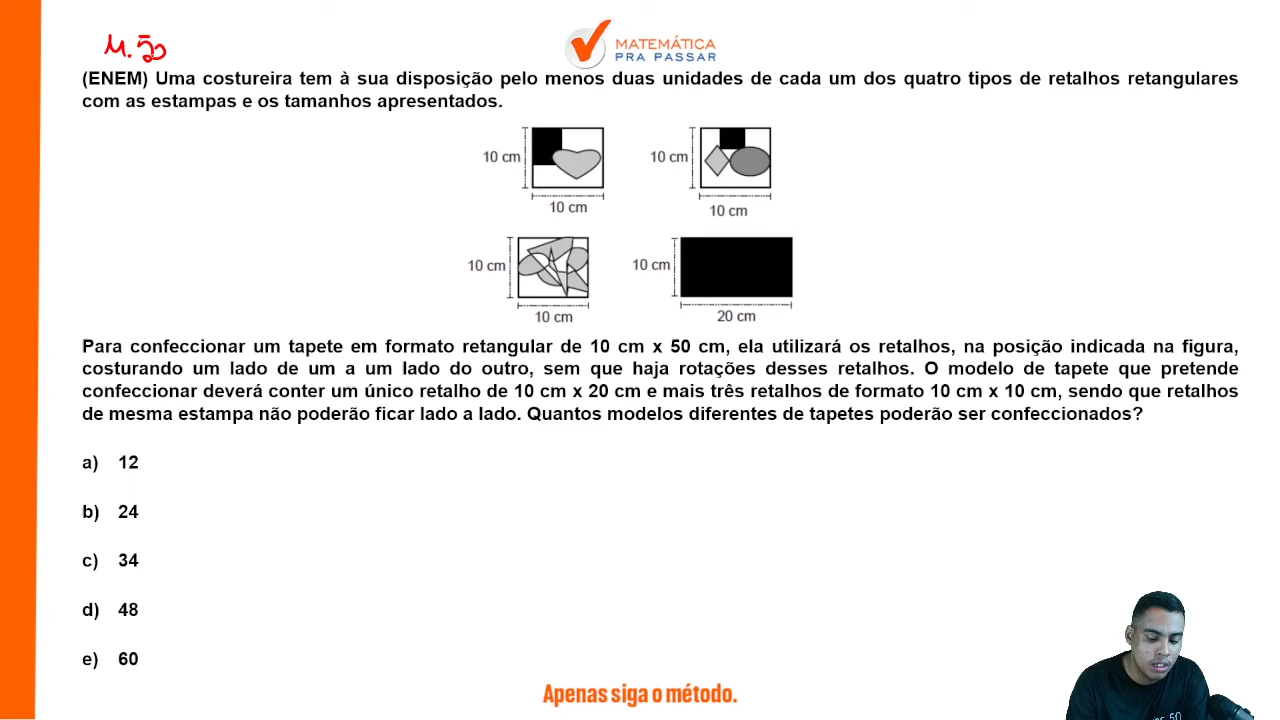 M. 50
MATEMÁTICA
PRA PASSAR
(ENEM) Uma costureira tem à sua disposição pelo menos duas unidades de cada um dos quatro tipos de retalhos retangulares
com as estampas e os tamanhos apresentados.
10 cm
10 cm
10 cm
10 cm
10 cm
10 cm
10 cm
20 cm
Para confeccionar um tapete em formato retangular de 10 cm x 50 cm, ela utilizará os retalhos, na posição indicada na figura,
costurando um lado de um a um lado do outro, sem que haja rotações desses retalhos. O modelo de tapete que pretende
confeccionar deverá conter um único retalho de 10 cm x 20 cm e mais três retalhos de formato 10 cm x 10 cm, sendo que retalhos
de mesma estampa não poderão ficar lado a lado. Quantos modelos diferentes de tapetes poderão ser confeccionados?
a) 12
b) 24
c) 34
d) 48
e) 60
Apenas siga o método.